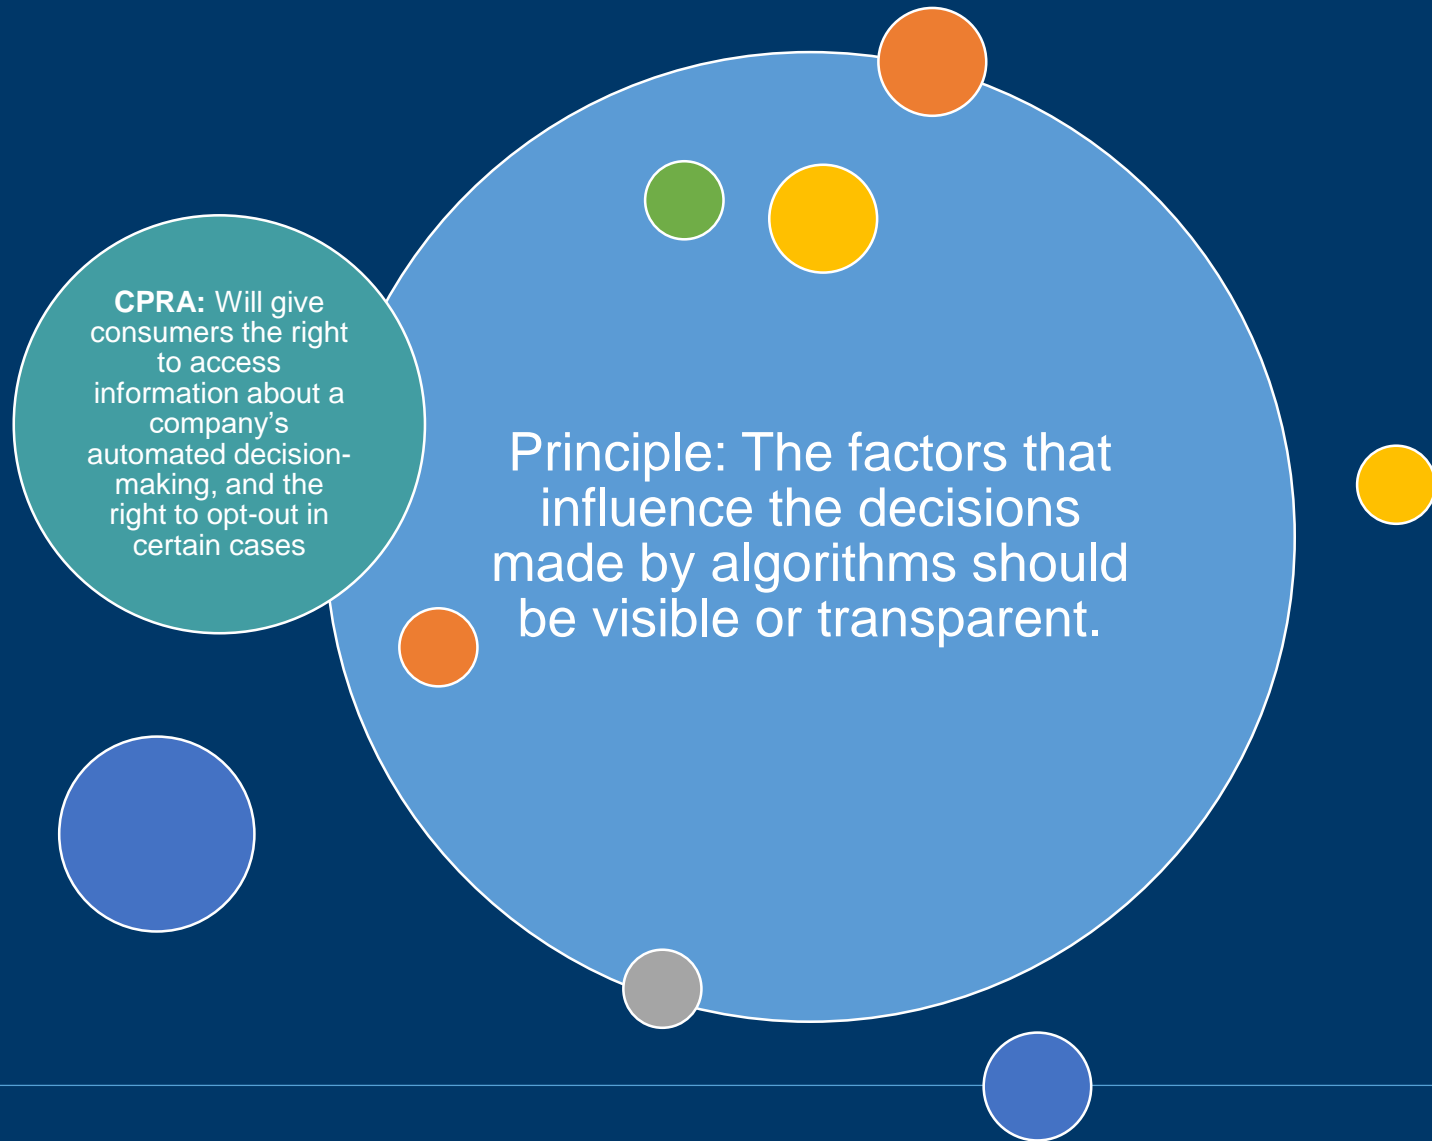 CPRA: Will give
consumers the right
to access
information about a
company’s
automated decision-
making, and the
right to opt-out in
certain cases
Principle: The factors that
influence the decisions
made by algorithms should
be visible or transparent.